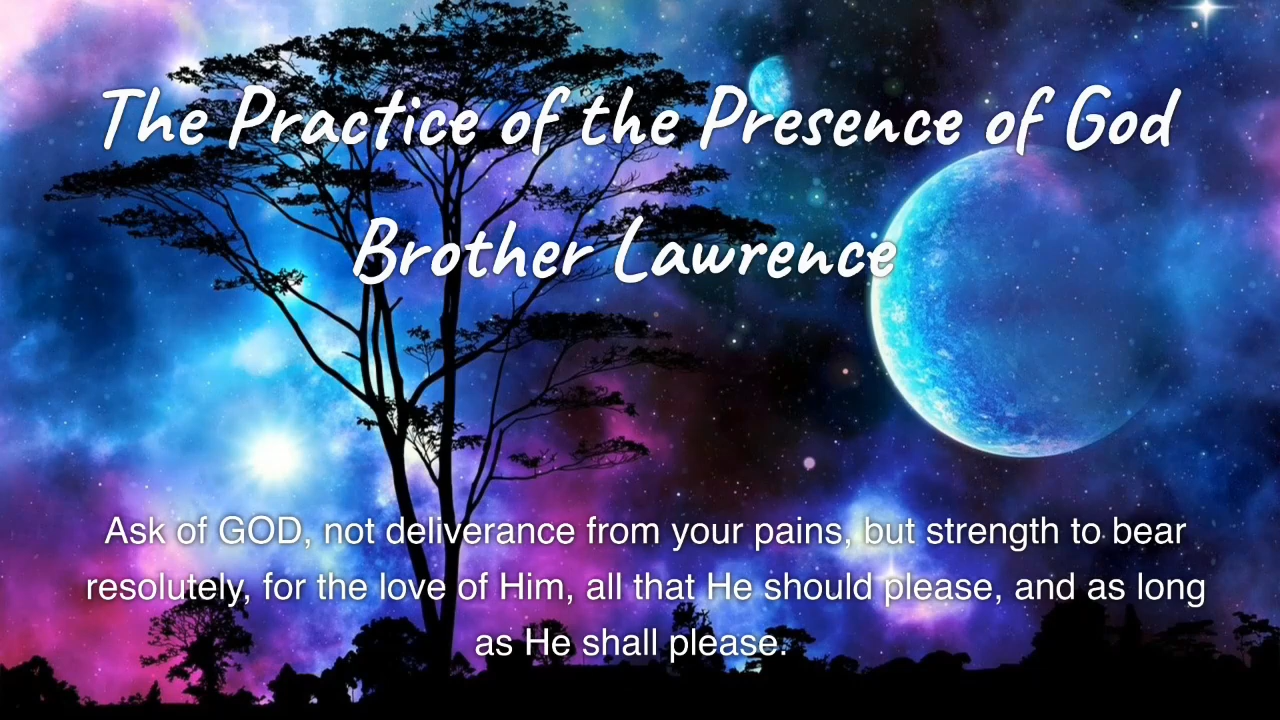 The Practice of the Presence of God
Brother Lawrence
Ask of GOD, not deliverance from your pains, but strength to bear
resolutely, for the love of Him, all that He should please, and as long
as He shall please.